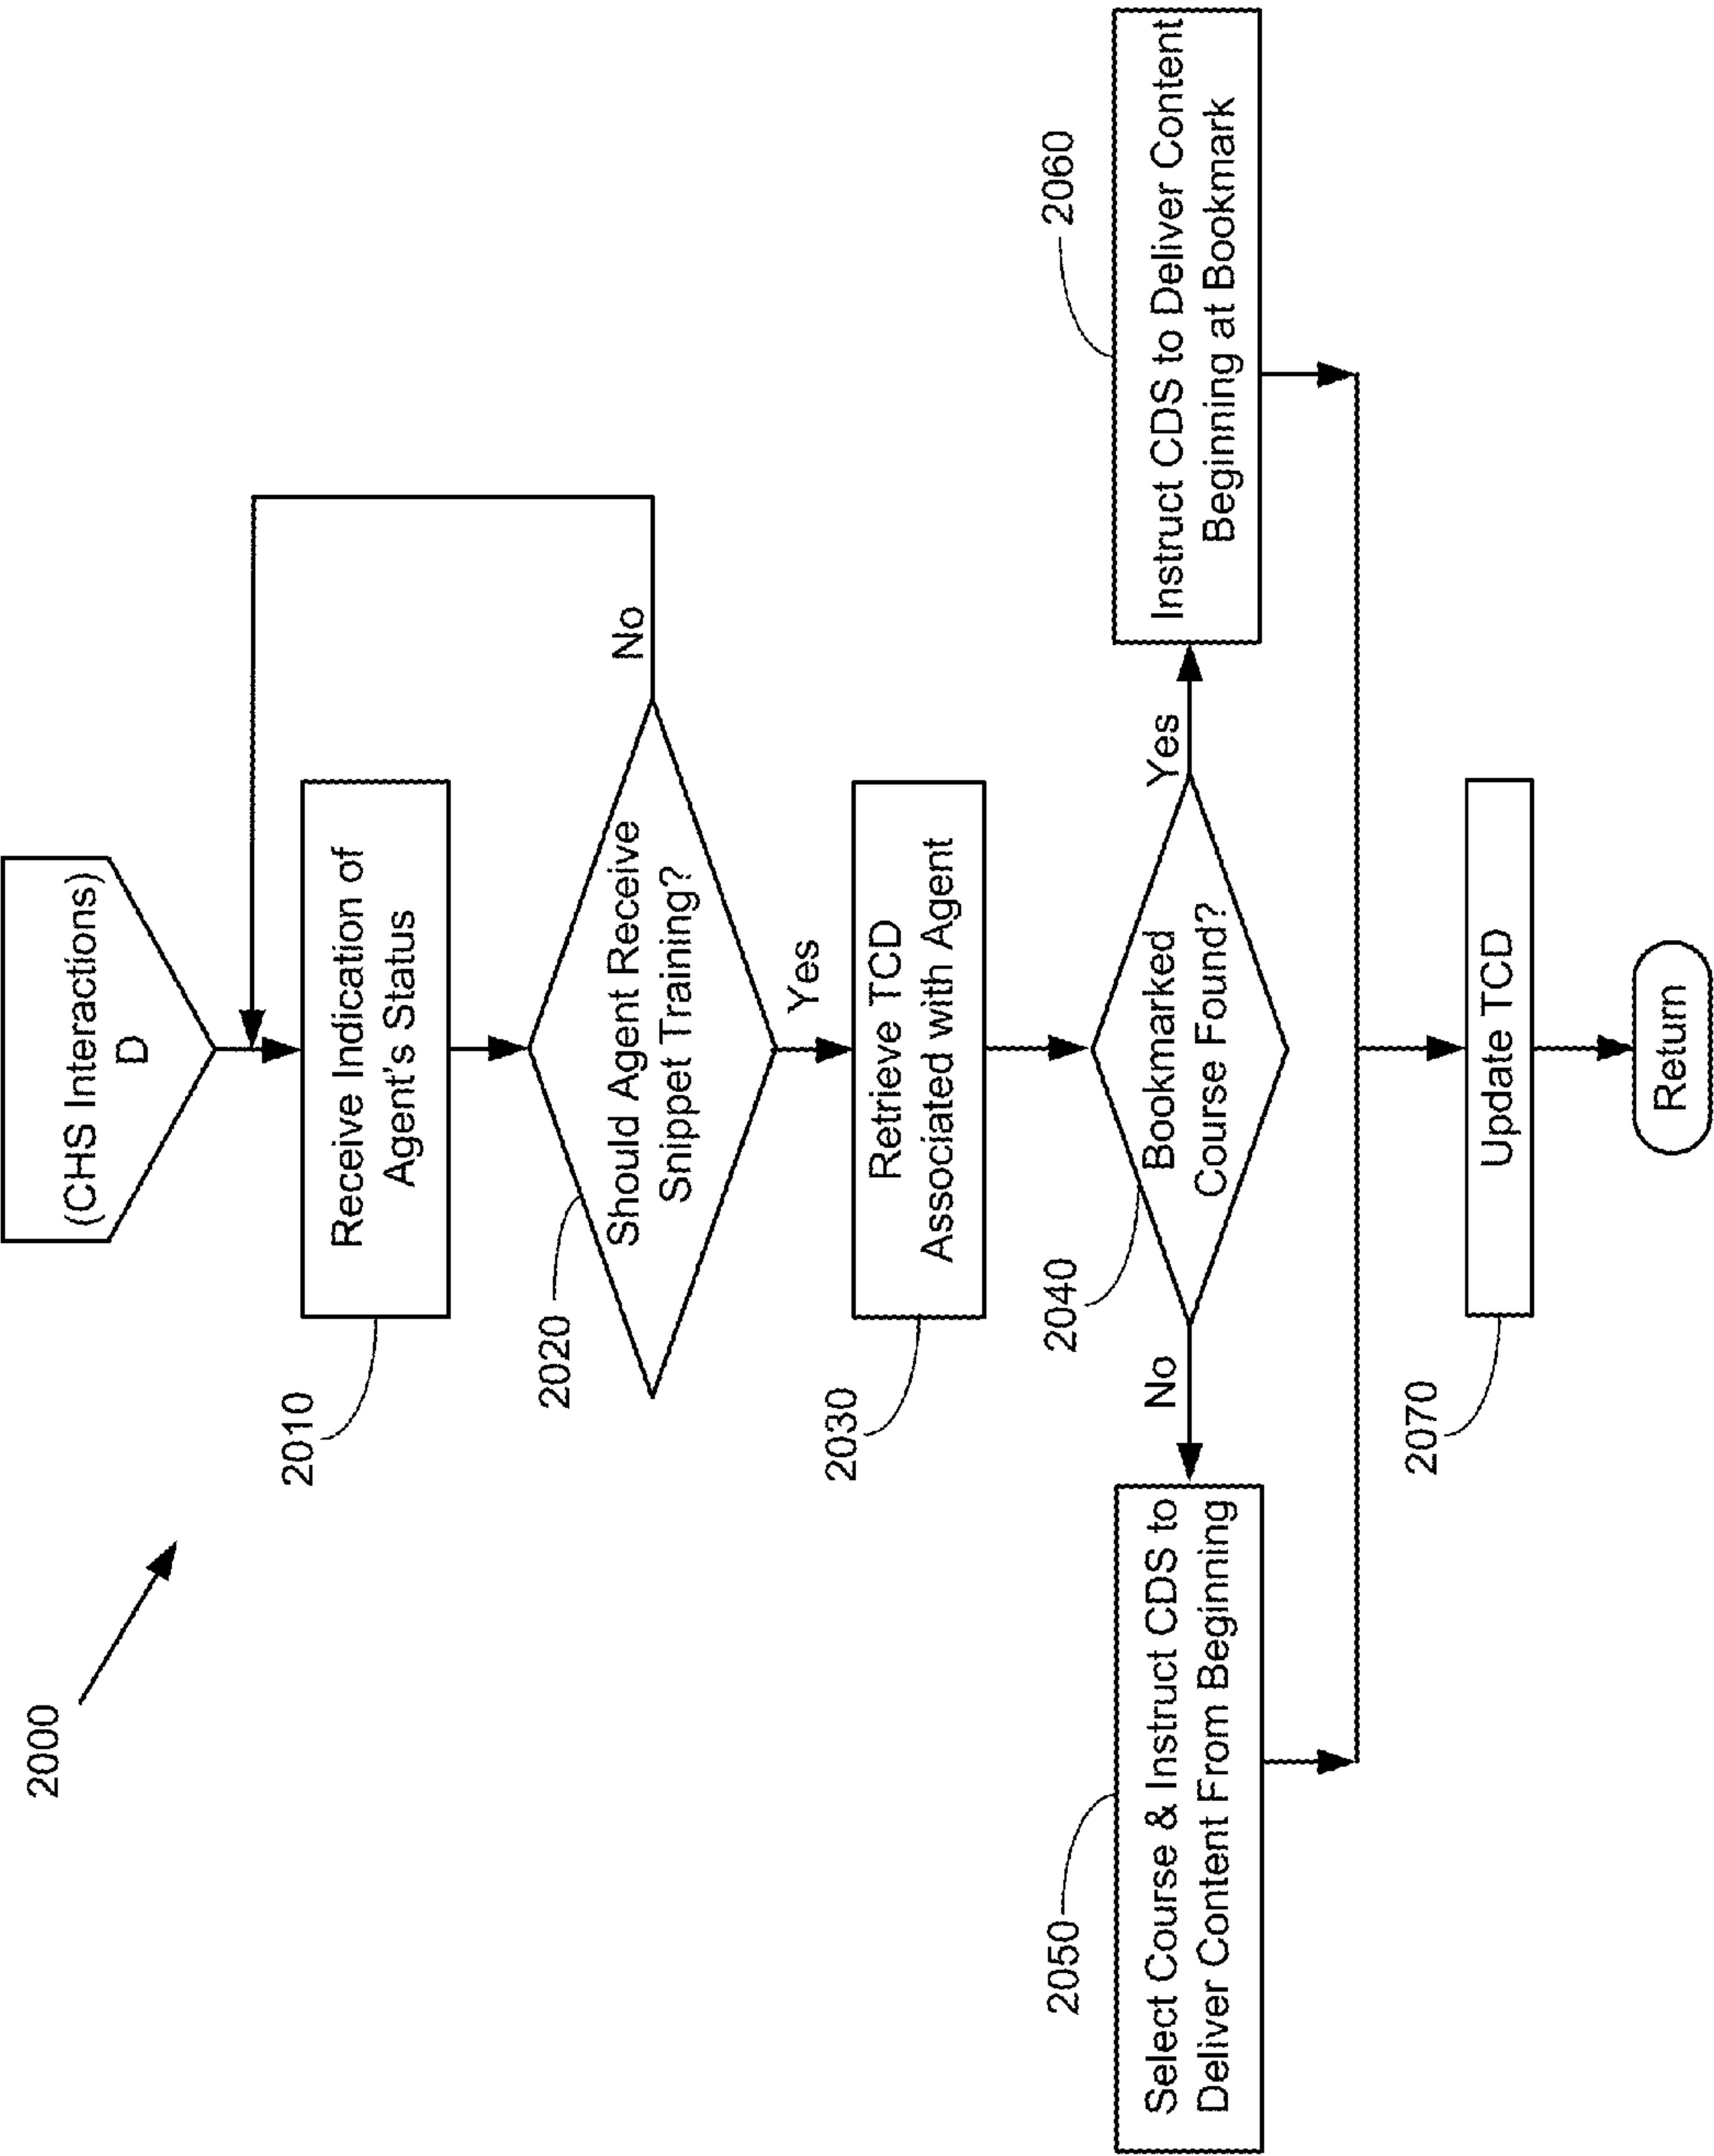 2000
(CHS Interactions)
D
2010
Receive Indication of
Agent's Status
2020
Should Agent Receive
Snippet Training?
No
Yes
2030
Retrieve TCD
Associated with Agent
2040
Bookmarked
Course Found?
No
Yes
2050
Select Course & Instruct CDS to
Deliver Content From Beginning
2060
Instruct CDS to Deliver Content
Beginning at Bookmark
2070
Update TCD
Return